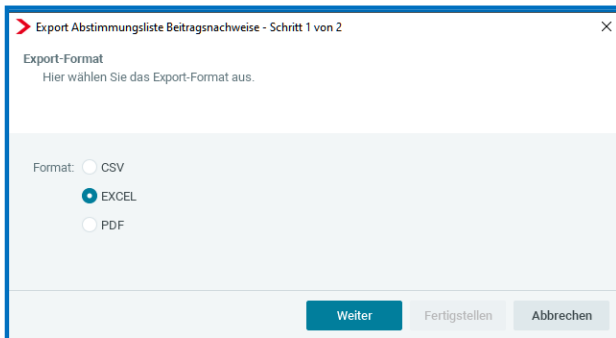 Export Abstimmungsliste Beitragsnachweise - Schritt 1 von 2
Export-Format
Hier wählen Sie das Export-Format aus.
Format: CSV
EXCEL
PDF
Weiter Fertigstellen Abbrechen